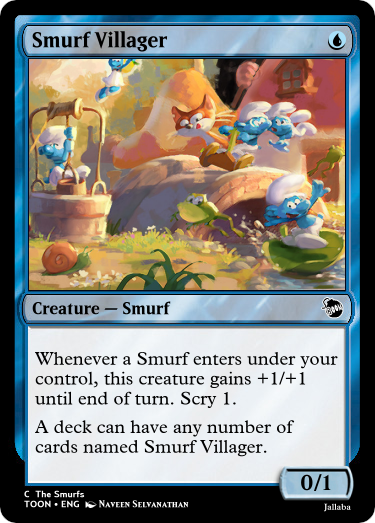 Smurf Villager
Creature — Smurf
Whenever a Smurf enters under your
control, this creature gains +1/+1
until end of turn. Scry 1.
A deck can have any number of
cards named Smurf Villager.
0/1
C The Smurfs
TOON • ENG Naveen Selvanathan
Jallaba